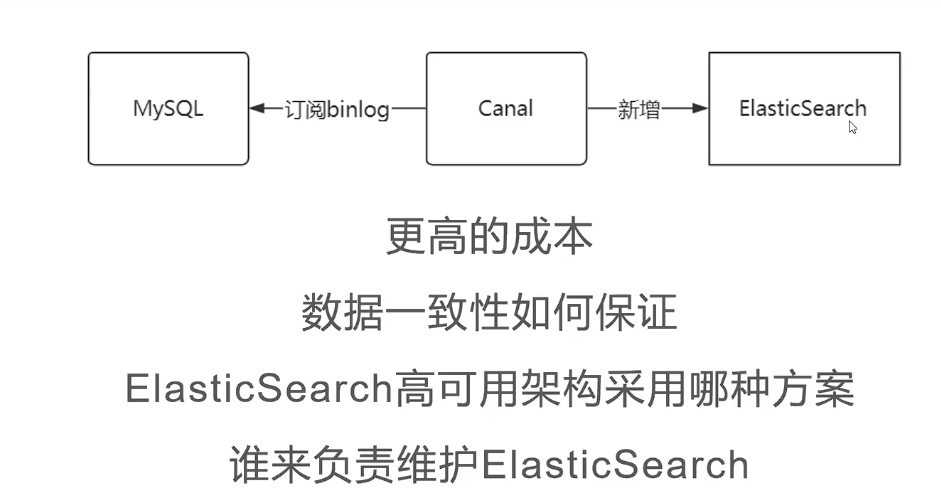 MySQL
订阅binlog
Canal
新增
ElasticSearch
更高的成本
数据一致性如何保证
ElasticSearch高可用架构采用哪种方案
谁来负责维护ElasticSearch